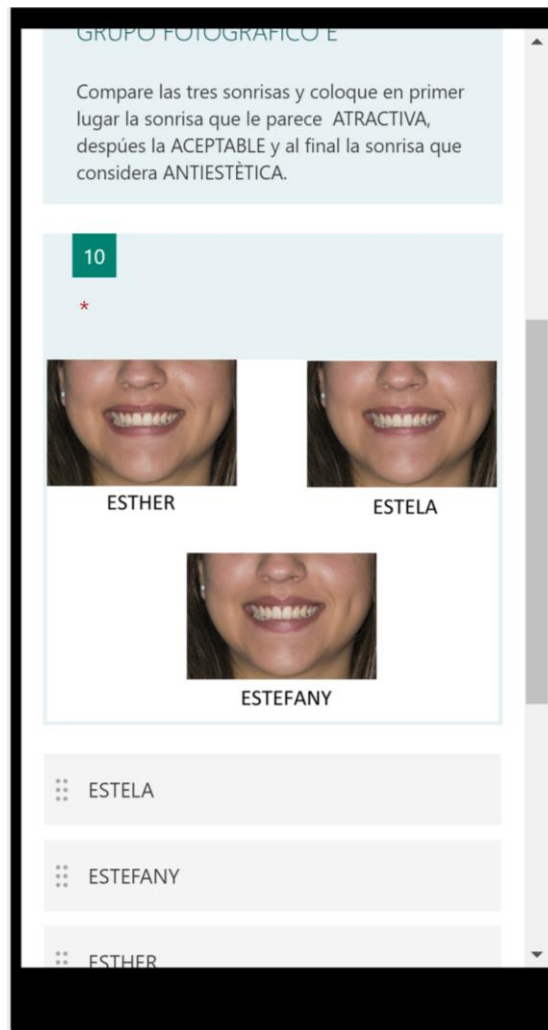 GRUPO FOTOGRÁFICO E
Compare las tres sonrisas y coloque en primer
lugar la sonrisa que le parece  ATRACTIVA,
despúes la ACEPTABLE y al final la sonrisa que
considera ANTIESTÈTICA.
10
*
ESTHER
ESTELA
ESTEFANY
ESTELA
ESTEFANY
ESTHER